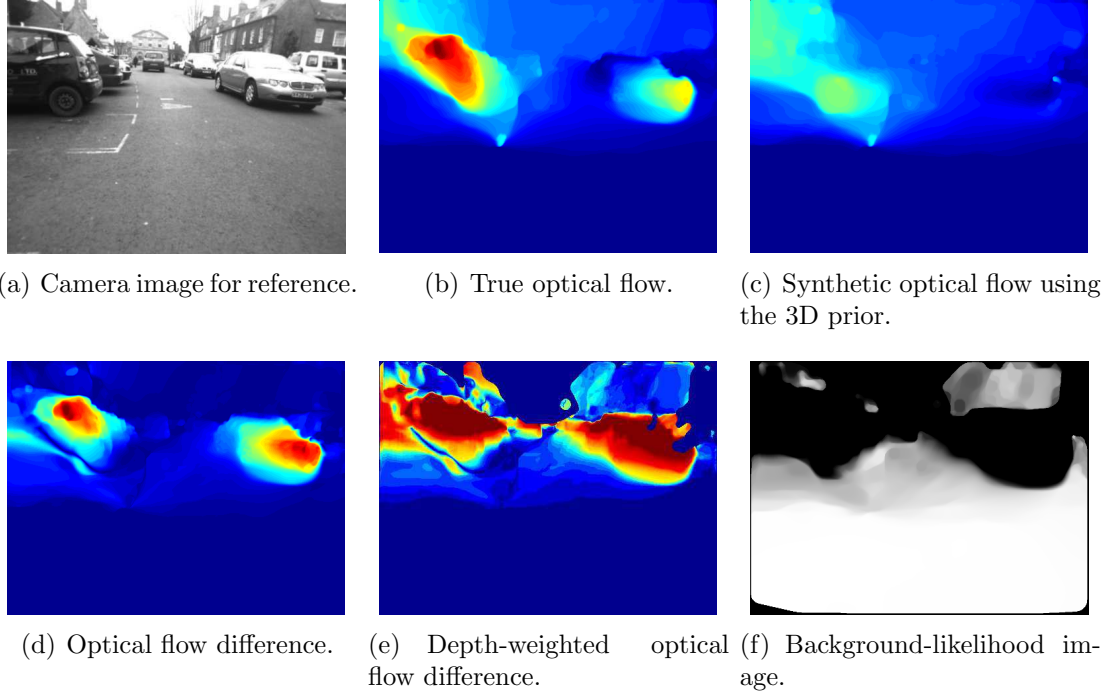 (a) Camera image for reference.
(b) True optical flow.
(c) Synthetic optical flow using
the 3D prior.
(d) Optical flow difference.
(e) Depth-weighted optical
flow difference.
(f) Background-likelihood im-
age.